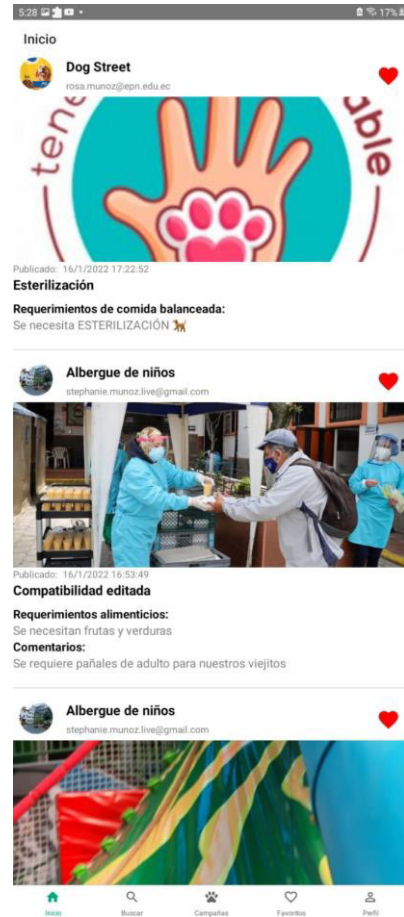 5:28
17%
Inicio
Dog Street
rosa.munoz@epn.edu.ec
tene
able
Publicado: 16/1/2022 17:22:52
Esterilización
Requerimientos de comida balanceada:
Se necesita ESTERILIZACIÓN 🐕
Albergue de niños
stephanie.munoz.live@gmail.com
Publicado: 16/1/2022 16:53:49
Compatibilidad editada
Requerimientos alimenticios:
Se necesitan frutas y verduras
Comentarios:
Se requiere pañales de adulto para nuestros viejitos
Albergue de niños
stephanie.munoz.live@gmail.com
Inicio Buscar Campañas Favoritos Perfil